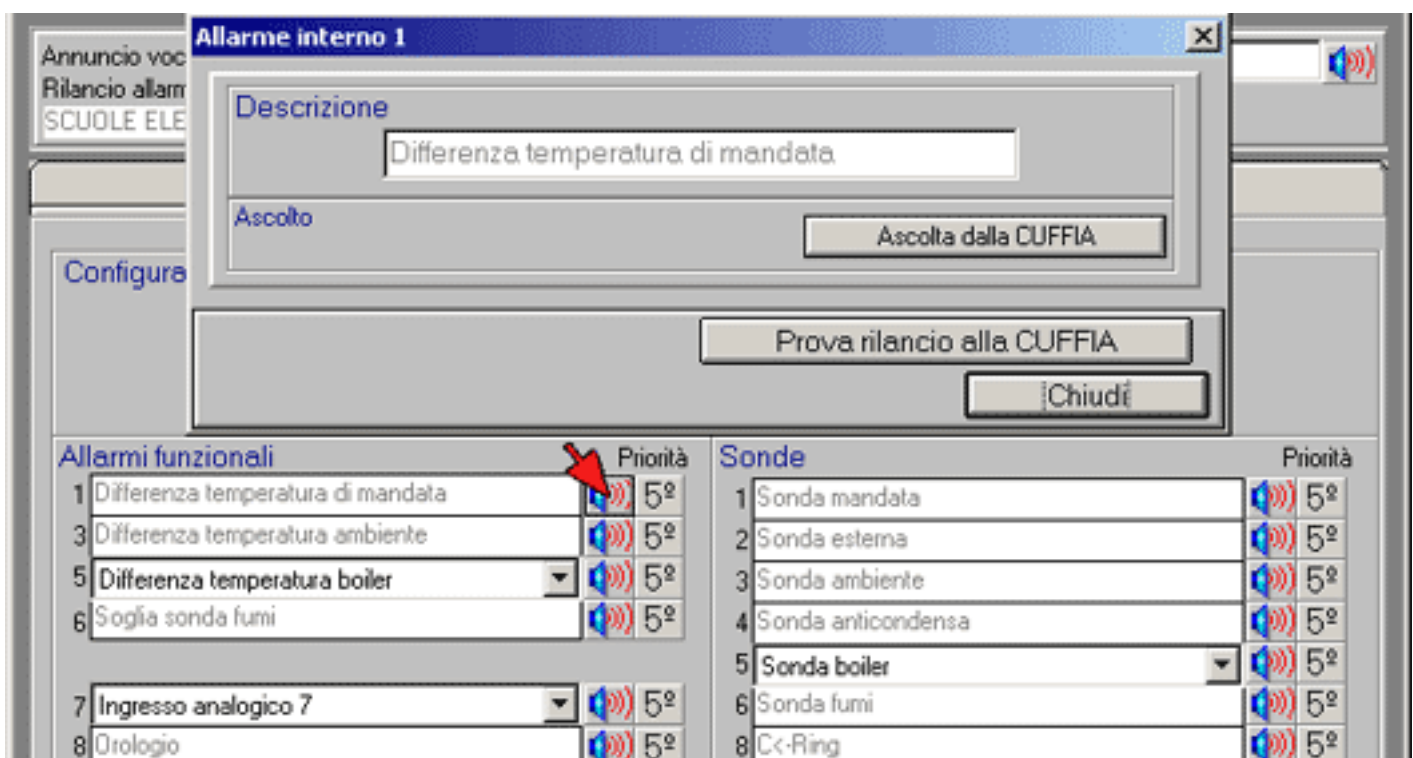 Allarme interno 1
Annuncio voc
Rilancio allarm
SCUOLE ELE
Descrizione
Differenza temperatura di mandata
Ascolto
Ascolta dalla CUFFIA
Configura
Prova rilancio alla CUFFIA
Chiudi
Allarmi funzionali Priorità
1 Differenza temperatura di mandata 5º
3 Differenza temperatura ambiente 5º
5 Differenza temperatura boiler 5º
6 Soglia sonda fumi 5º
7 Ingresso analogico 7 5º
8 Orologio 5º
Sonde Priorità
1 Sonda mandata 5º
2 Sonda esterna 5º
3 Sonda ambiente 5º
4 Sonda anticondensa 5º
5 Sonda boiler 5º
6 Sonda fumi 5º
8 C<-Ring 5º